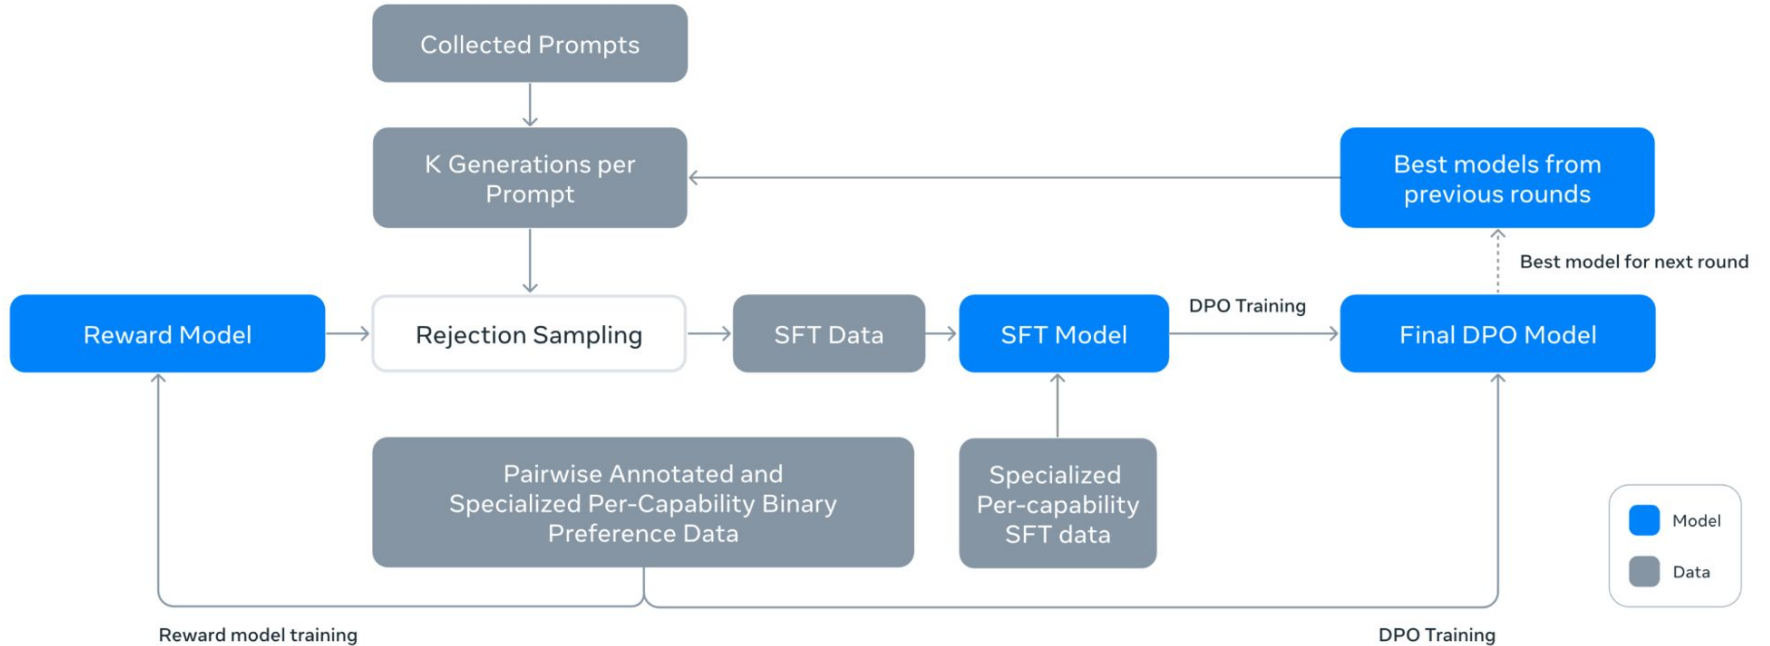 Collected Prompts
K Generations per
Prompt
Best models from
previous rounds
Best model for next round
Reward Model
Rejection Sampling
SFT Data
SFT Model
DPO Training
Final DPO Model
Pairwise Annotated and
Specialized Per-Capability Binary
Preference Data
Specialized
Per-capability
SFT data
Model
Data
Reward model training
DPO Training